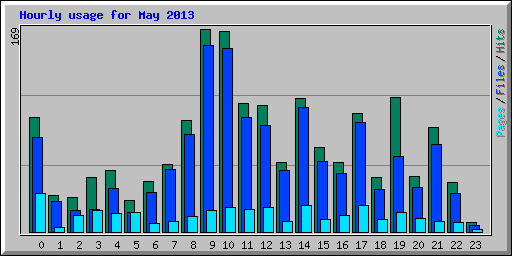 Hourly usage for May 2013
169
Pages/Files/Hits
0 1 2 3 4 5 6 7 8 9 10 11 12 13 14 15 16 17 18 19 20 21 22 23